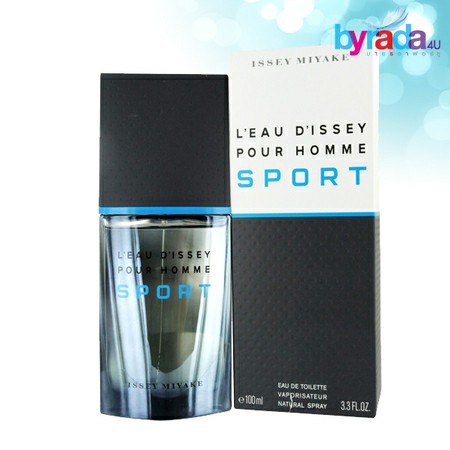 byrada4U
ISSEY MIYAKE
L'EAU D'ISSEY
POUR HOMME
SPORT
L'EAU D'ISSEY
POUR HOMME
SPORT
ISSEY MIYAKE
EAU DE TOILETTE
VAPORISATEUR
NATURAL SPRAY
e100ml
3.3 FL.OZ.